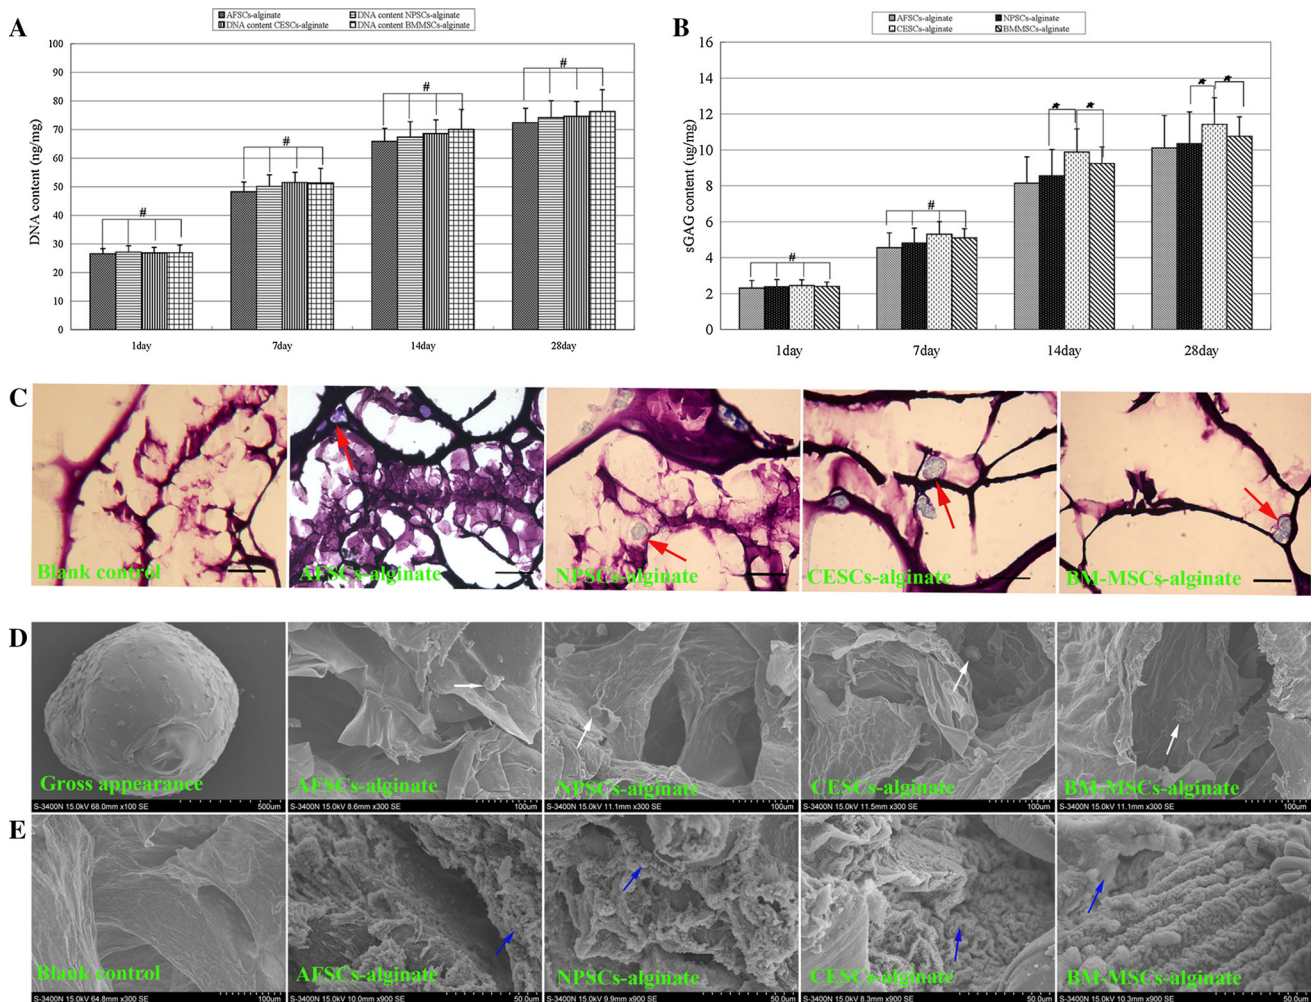 A
AFSCs-alginate DNA content NPSCs-alginate
DNA content CESCs-alginate DNA content BMMSCs-alginate
DNA content (ng/mg)
100
90
80
70
60
50
40
30
20
10
0
#
#
#
#
1day 7day 14day 28day
B
AFSCs-alginate NPSCs-alginate
CESCs-alginate BMMSCs-alginate
sGAG content (ug/mg)
16
14
12
10
8
6
4
2
0
#
#
* *
* *
1day 7day 14day 28day
C
Blank control AFSCs-alginate NPSCs-alginate CESCs-alginate BM-MSCs-alginate
D
Gross appearance AFSCs-alginate NPSCs-alginate CESCs-alginate BM-MSCs-alginate
S-3400N 15.0kV 68.0mm x100 SE 500um
S-3400N 15.0kV 8.6mm x300 SE 100um
S-3400N 15.0kV 11.1mm x300 SE 100um
S-3400N 15.0kV 11.5mm x300 SE 100um
S-3400N 15.0kV 11.1mm x300 SE 100um
E
Blank control AFSCs-alginate NPSCs-alginate CESCs-alginate BM-MSCs-alginate
S-3400N 15.0kV 64.8mm x300 SE 100um
S-3400N 15.0kV 10.0mm x900 SE 50.0um
S-3400N 15.0kV 9.9mm x900 SE 50.0um
S-3400N 15.0kV 8.3mm x900 SE 50.0um
S-3400N 15.0kV 10.3mm x900 SE 50.0um